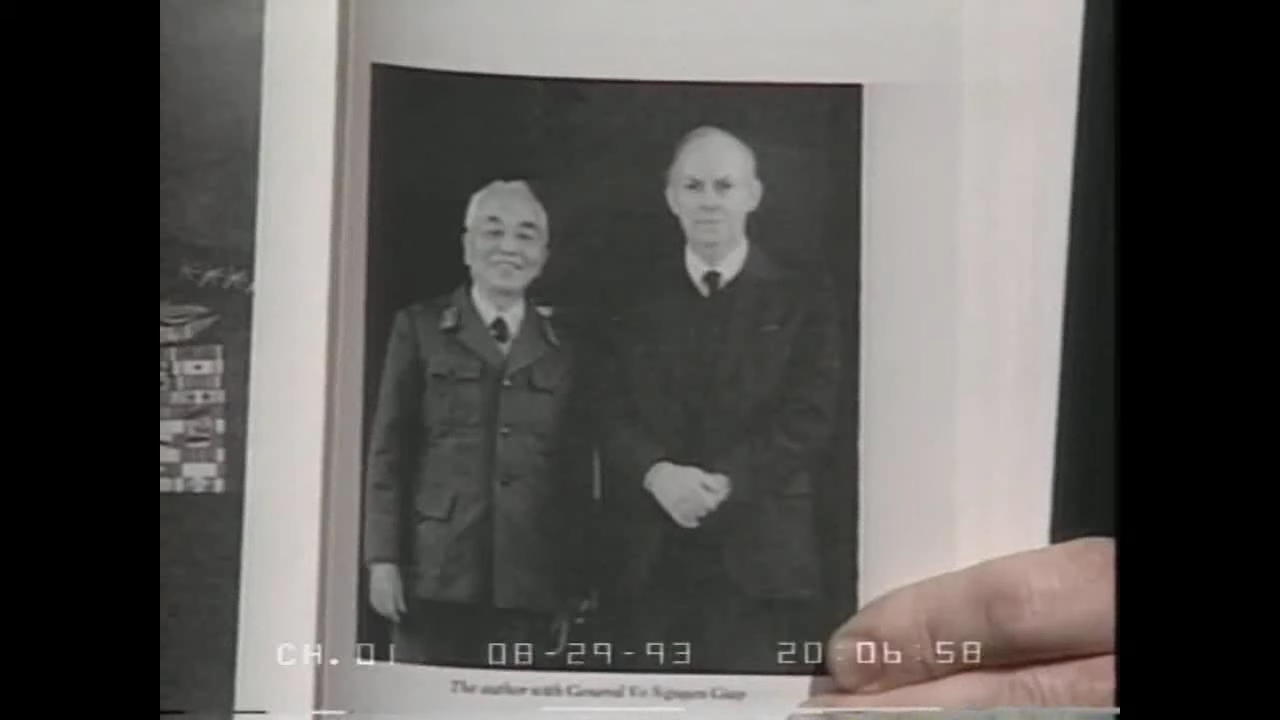 CH.01 08-29-93 20:06:58
The author with General Vo Nguyen Giap